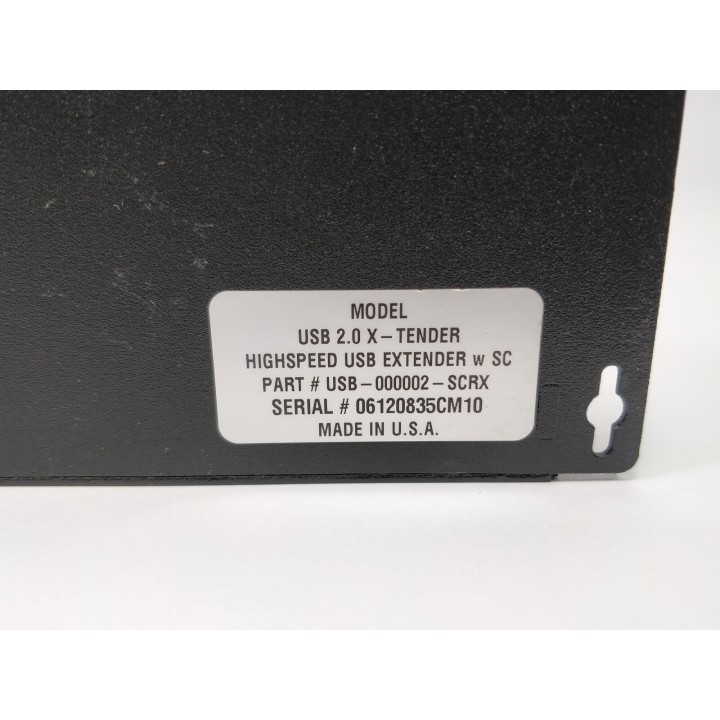 MODEL
USB 2.0 X-TENDER
HIGHSPEED USB EXTENDER w SC
PART # USB-000002-SCRX
SERIAL # 06120835CM10
MADE IN U.S.A.